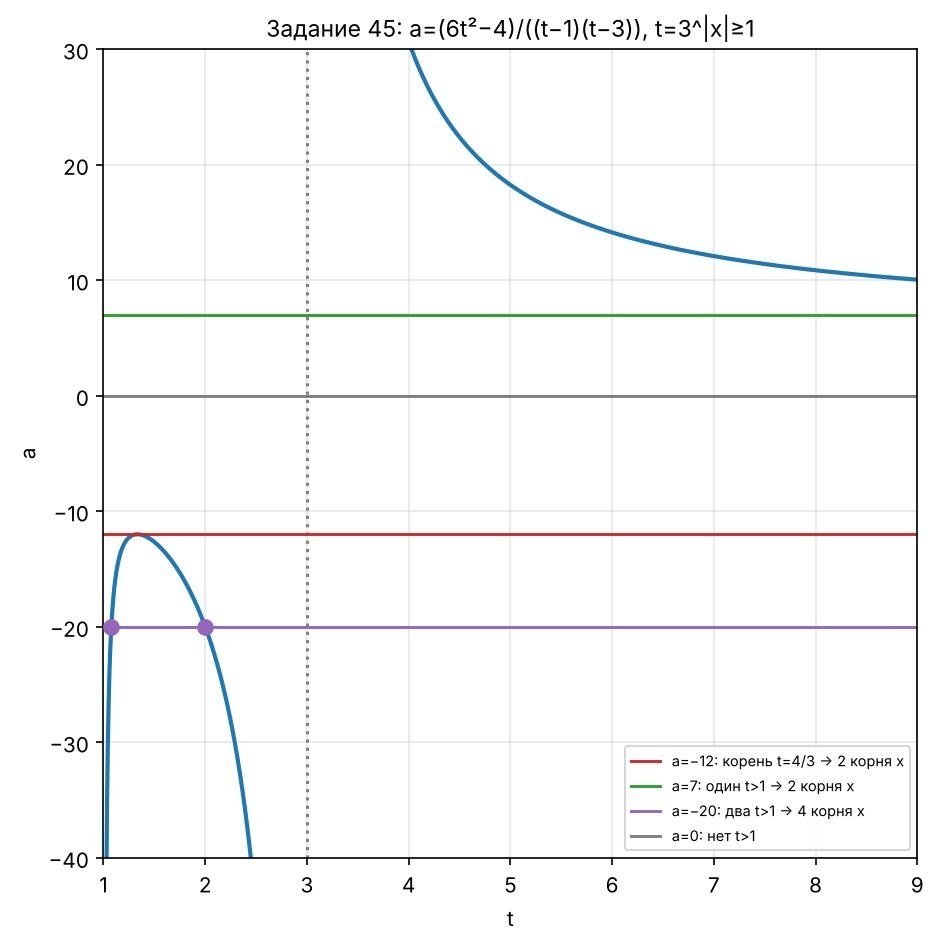 Задание 45: a=(6t²−4)/((t−1)(t−3)), t=3^|x|≥1
30
20
10
0
−10
−20
−30
−40
a
1 2 3 4 5 6 7 8 9
t
a=−12: корень t=4/3 → 2 корня x
a=7: один t>1 → 2 корня x
a=−20: два t>1 → 4 корня x
a=0: нет t>1